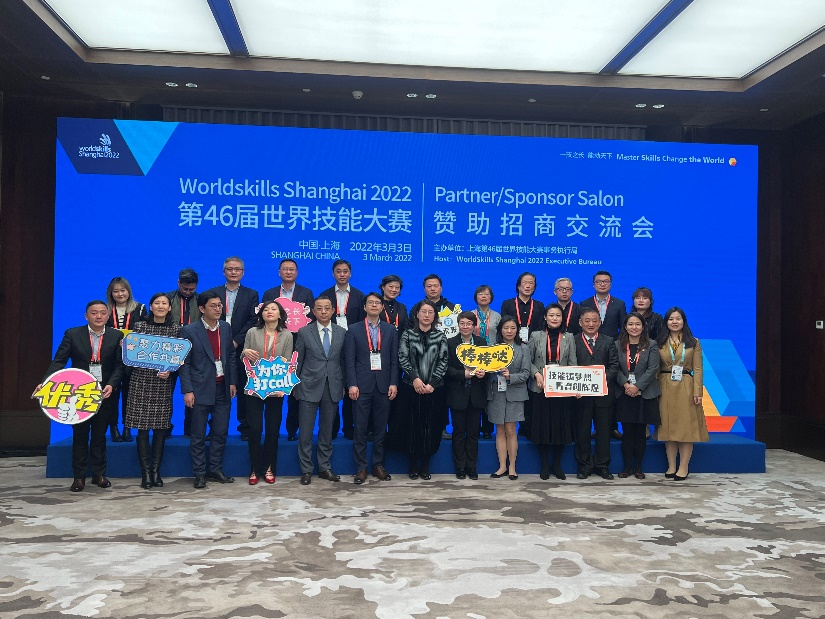 worldskills
Shanghai2022
一技之长 能动天下 Master Skills Change the World
Worldskills Shanghai 2022
第46届世界技能大赛
中国·上海 2022年3月3日
SHANGHAI CHINA 3 March 2022
Partner/Sponsor Salon
赞助招商交流会
主办单位：上海第46届世界技能大赛事务执行局
Host: WorldSkills Shanghai 2022 Executive Bureau
优秀
聚力精彩
合作共赢
为你
打call
棒棒哒
技能筑梦想